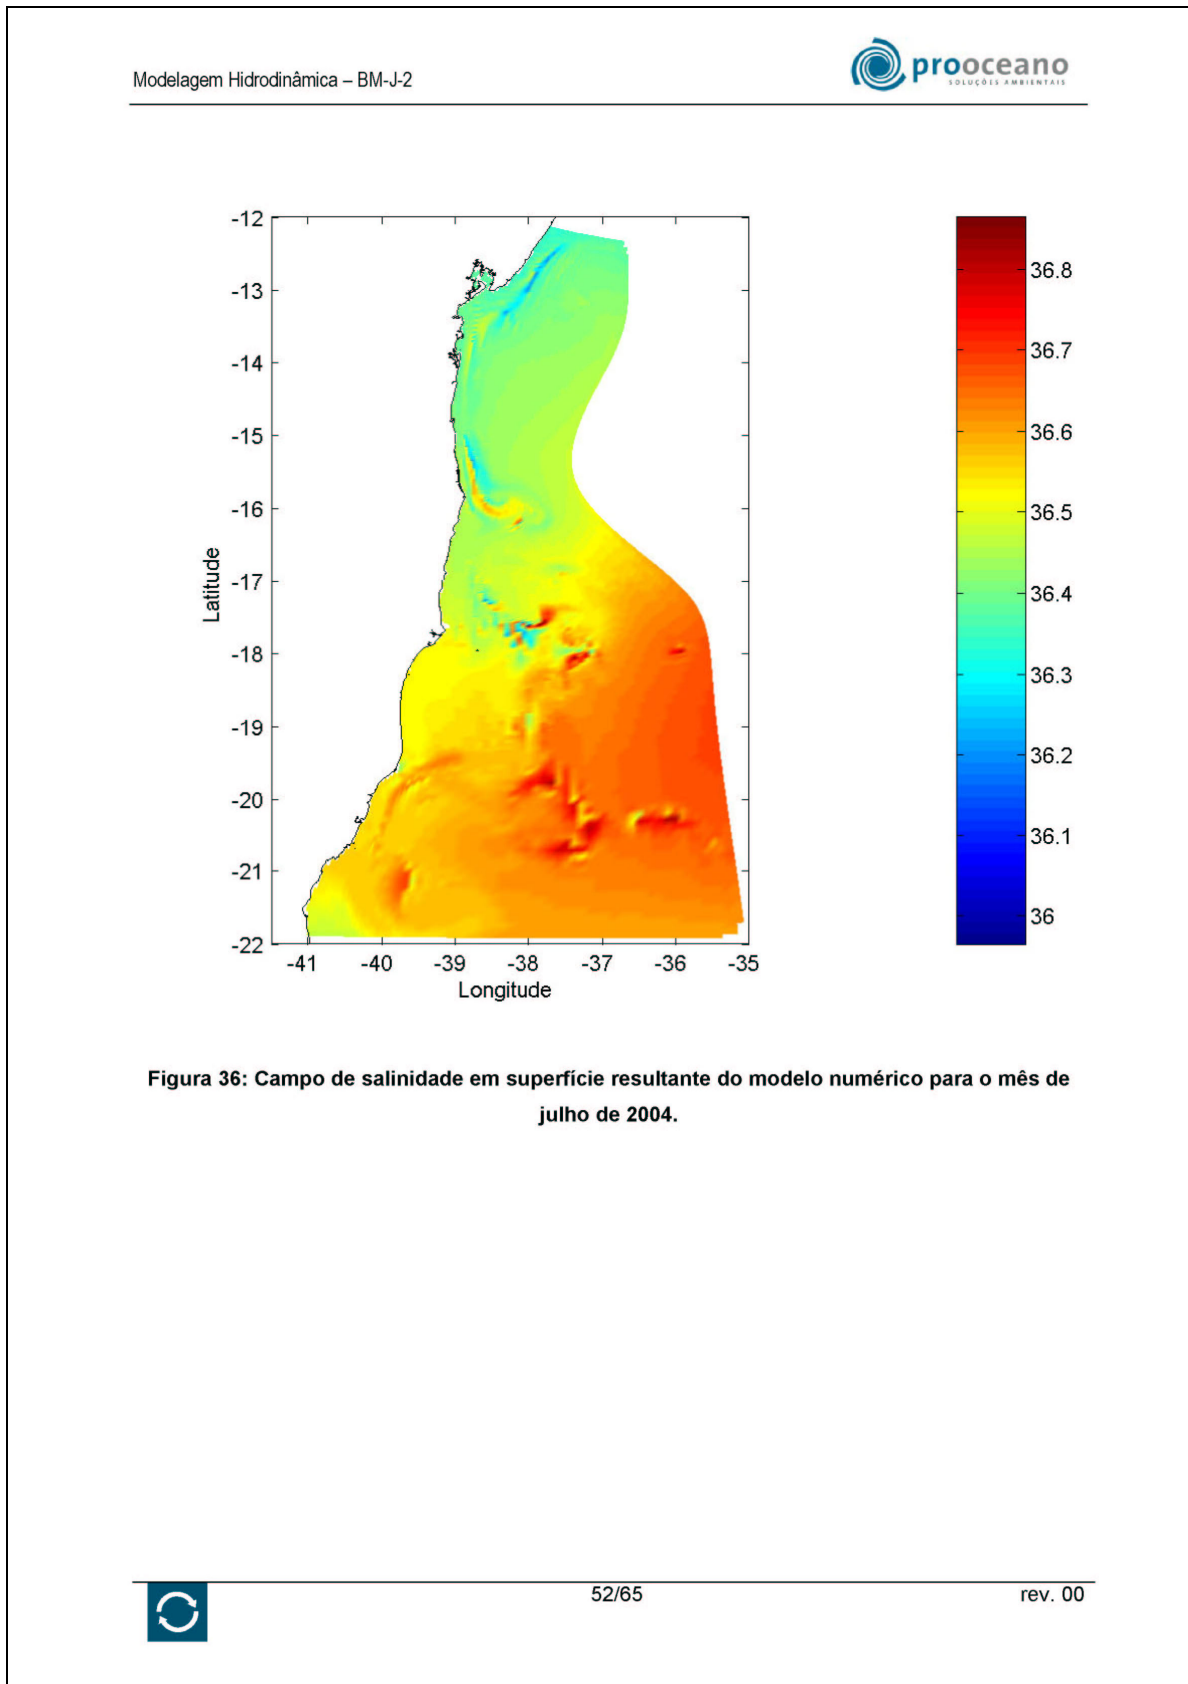 Modelagem Hidrodinâmica – BM-J-2
prooceano
SOLUÇÕES AMBIENTAIS
-12
-13
-14
-15
-16
-17
-18
-19
-20
-21
-22
Latitude
-41 -40 -39 -38 -37 -36 -35
Longitude
36.8
36.7
36.6
36.5
36.4
36.3
36.2
36.1
36
Figura 36: Campo de salinidade em superfície resultante do modelo numérico para o mês de
julho de 2004.
52/65
rev. 00